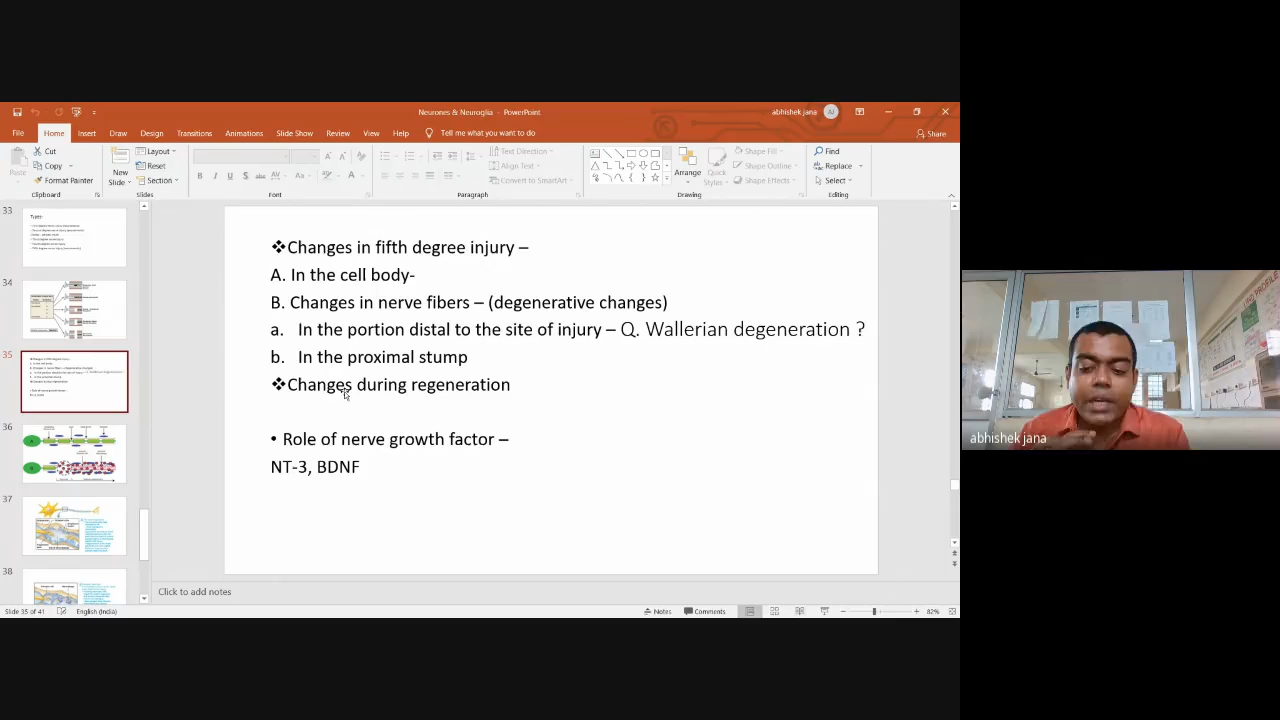 Neurones & Neuroglia - PowerPoint
abhishek jana
AJ
File Home Insert Draw Design Transitions Animations Slide Show Review View Help Tell me what you want to do
Share
Paste
Cut
Copy
Format Painter
Clipboard
New Slide
Layout
Reset
Section
Slides
B I U S abc AV Aa A
Font
Text Direction
Align Text
Convert to SmartArt
Paragraph
Arrange
Quick Styles
Shape Fill
Shape Outline
Shape Effects
Drawing
Find
Replace
Select
Editing
33
34
35
36
37
38
❖Changes in fifth degree injury –
A. In the cell body-
B. Changes in nerve fibers – (degenerative changes)
a. In the portion distal to the site of injury – Q. Wallerian degeneration ?
b. In the proximal stump
❖Changes during regeneration
• Role of nerve growth factor –
NT-3, BDNF
Click to add notes
Slide 35 of 41 English (India) Notes Comments 82%
abhishek jana